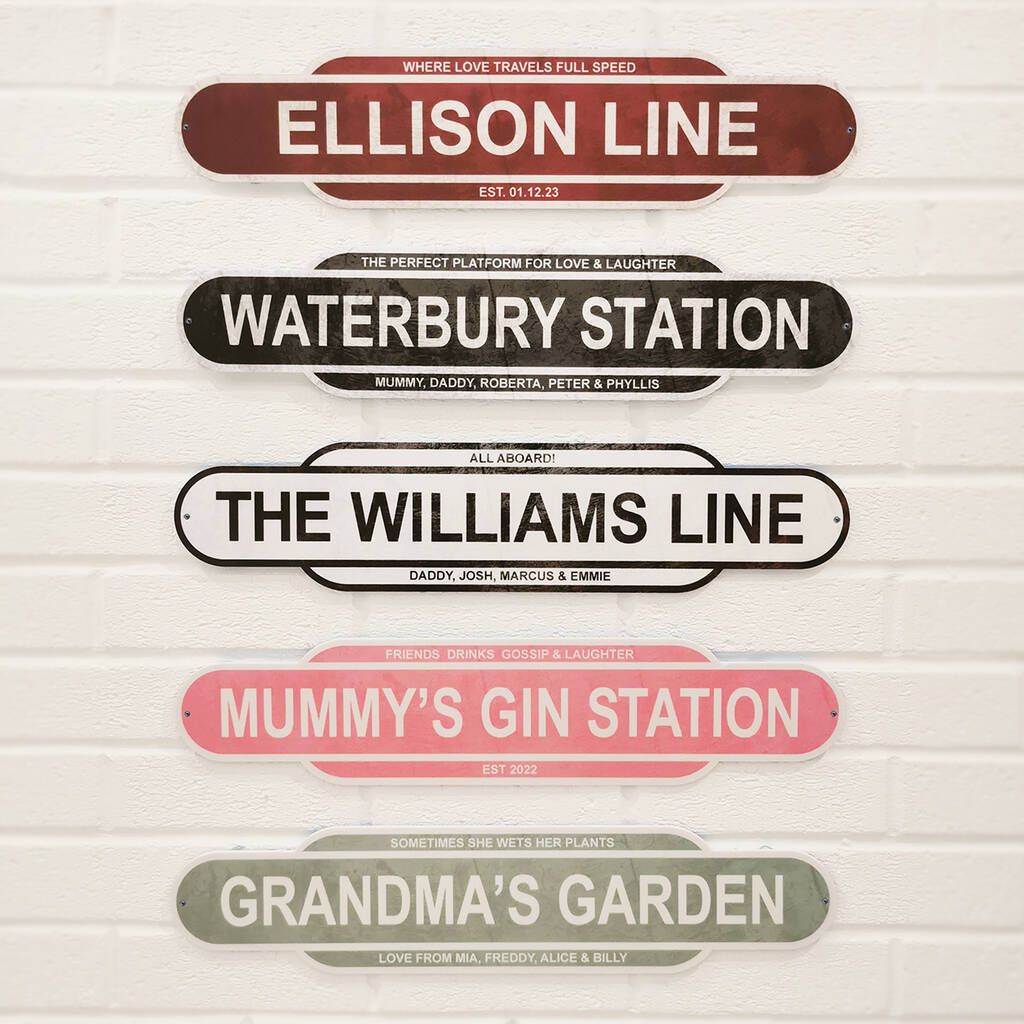 WHERE LOVE TRAVELS FULL SPEED
ELLISON LINE
EST. 01.12.23
THE PERFECT PLATFORM FOR LOVE & LAUGHTER
WATERBURY STATION
MUMMY, DADDY, ROBERTA, PETER & PHYLLIS
ALL ABOARD!
THE WILLIAMS LINE
DADDY, JOSH, MARCUS & EMMIE
FRIENDS DRINKS GOSSIP & LAUGHTER
MUMMY'S GIN STATION
EST 2022
SOMETIMES SHE WETS HER PLANTS
GRANDMA'S GARDEN
LOVE FROM MIA, FREDDY, ALICE & BILLY